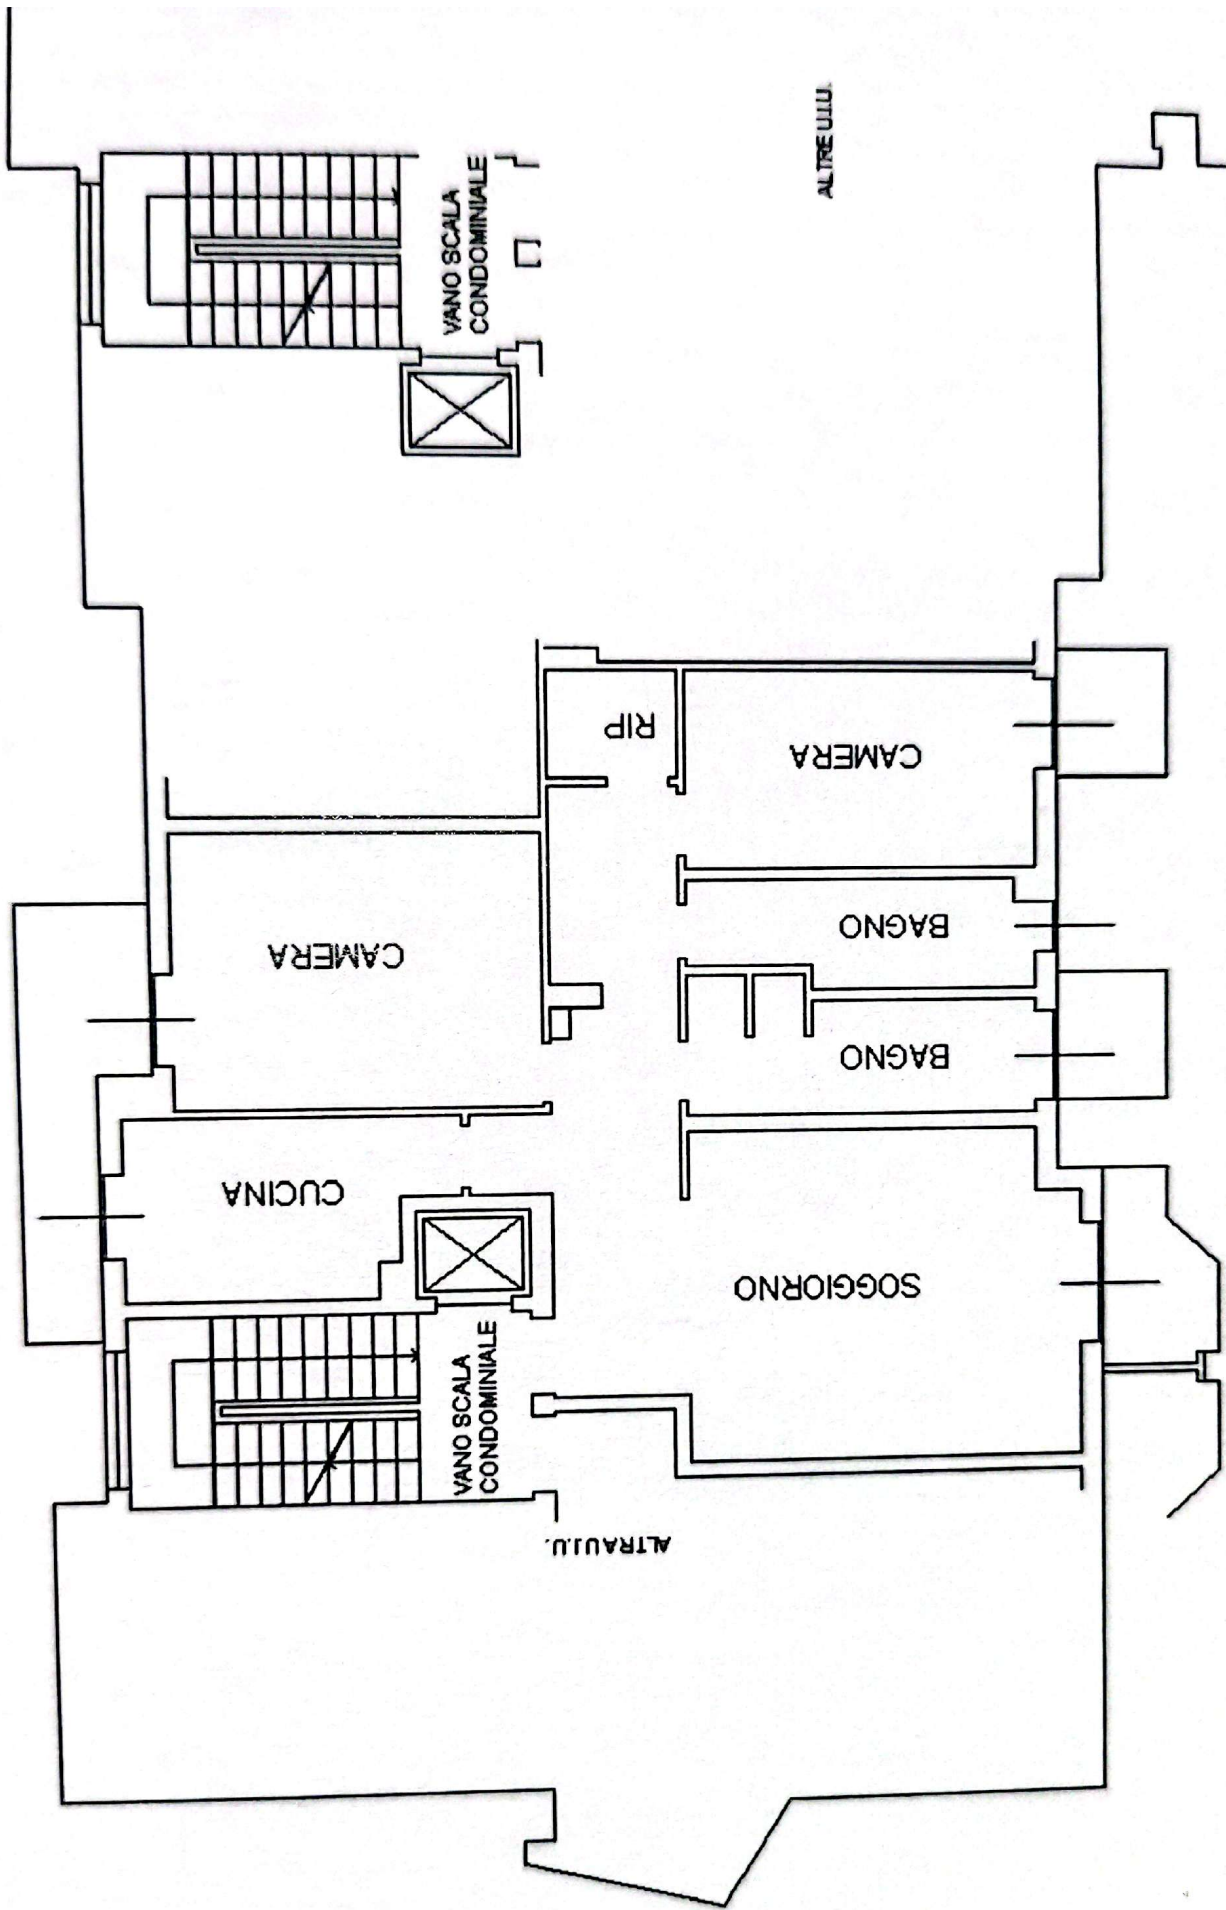 ALTRE U.I.U.
VANO SCALA
CONDOMINIALE
RIP
CAMERA
CAMERA
BAGNO
BAGNO
CUCINA
SOGGIORNO
VANO SCALA
CONDOMINIALE
ALTRA U.I.U.